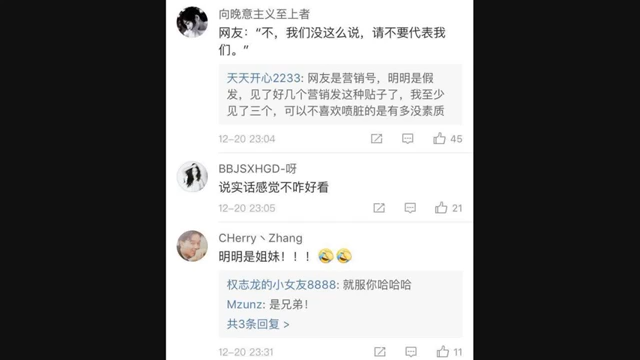 向晚意主义至上者
网友：“不，我们没这么说，请不要代表我
们。”
天天开心2233: 网友是营销号，明明是假
发，见了好几个营销发这种贴子了，我至少
见了三个，可以不喜欢喷脏的是有多没素质
12-20 23:04
45
BBJSXHGD-呀
说实话感觉不咋好看
12-20 23:05
21
CHerry丶Zhang
明明是姐妹！！！🤣🤣
权志龙的小女友8888: 就服你哈哈哈
Mzunz: 是兄弟！
共3条回复 >
12-20 23:31
11